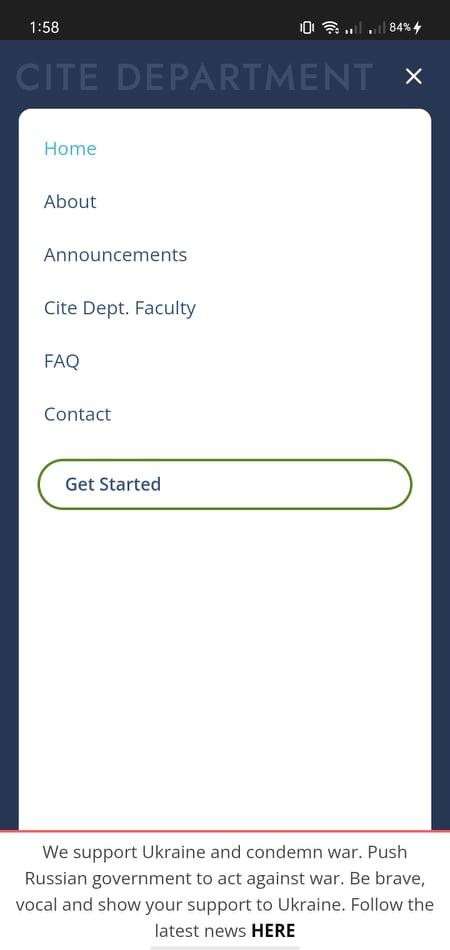 1:58
84%
CITE DEPARTMENT
Home
About
Announcements
Cite Dept. Faculty
FAQ
Contact
Get Started
We support Ukraine and condemn war. Push
Russian government to act against war. Be brave,
vocal and show your support to Ukraine. Follow the
latest news HERE